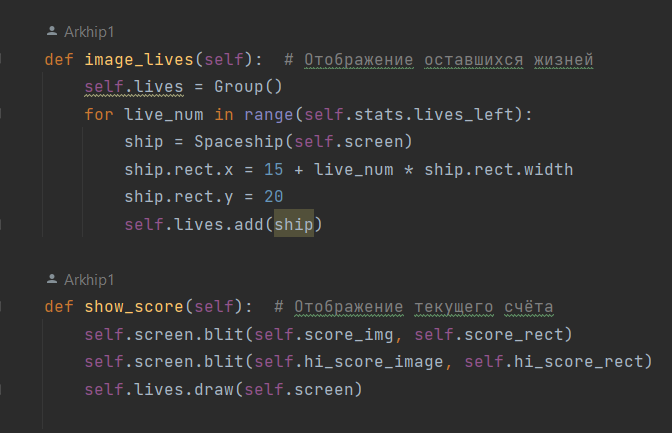 Arkhip1
def image_lives(self):  # Отображение оставшихся жизней
    self.lives = Group()
    for live_num in range(self.stats.lives_left):
        ship = Spaceship(self.screen)
        ship.rect.x = 15 + live_num * ship.rect.width
        ship.rect.y = 20
        self.lives.add(ship)
Arkhip1
def show_score(self):  # Отображение текущего счёта
    self.screen.blit(self.score_img, self.score_rect)
    self.screen.blit(self.hi_score_image, self.hi_score_rect)
    self.lives.draw(self.screen)